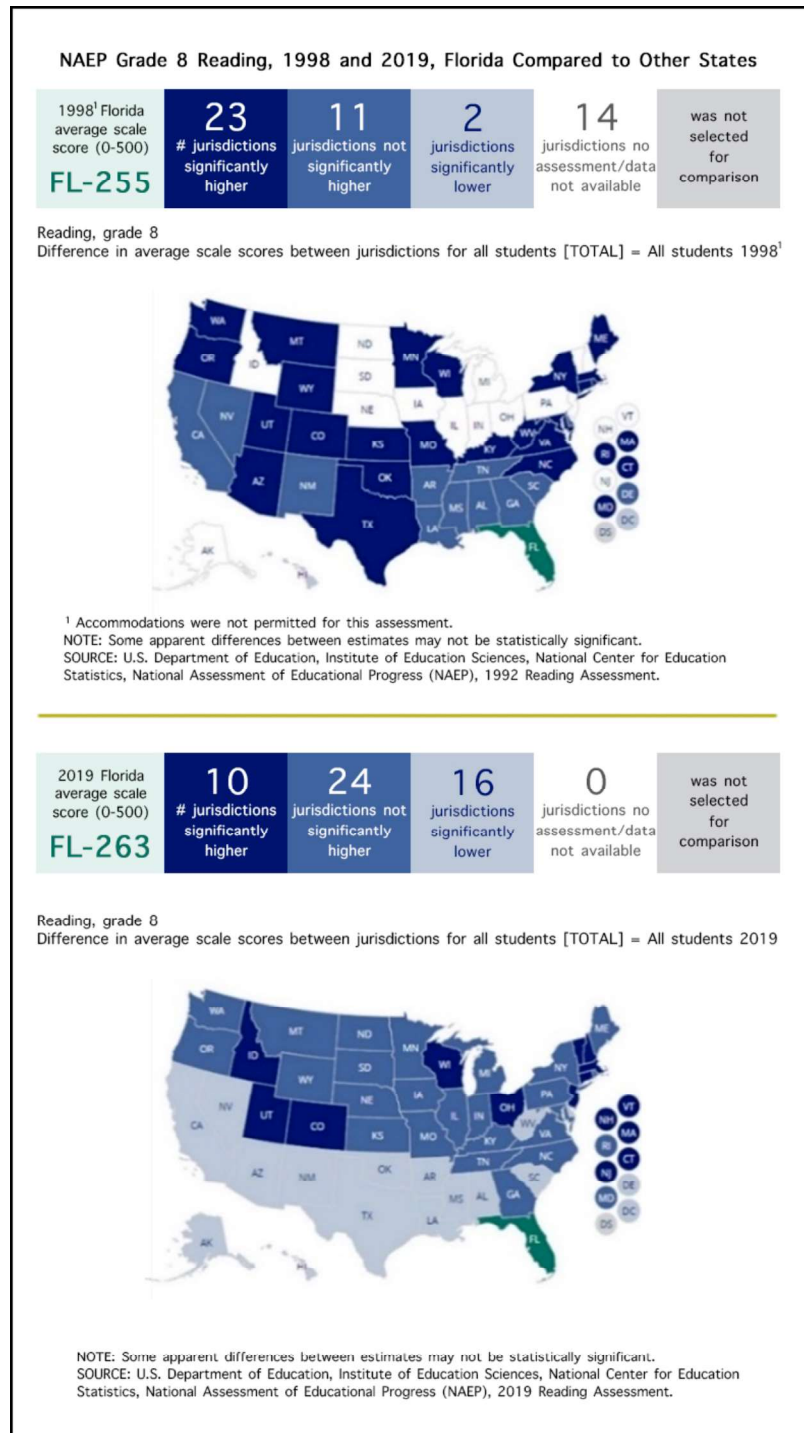 NAEP Grade 8 Reading, 1998 and 2019, Florida Compared to Other States
1998¹ Florida
average scale
score (0-500)
FL-255
23
# jurisdictions
significantly
higher
11
jurisdictions not
significantly
higher
2
jurisdictions
significantly
lower
14
jurisdictions no
assessment/data
not available
was not
selected
for
comparison
Reading, grade 8
Difference in average scale scores between jurisdictions for all students [TOTAL] = All students 1998¹
WA
MT
ND
MN
ME
OR
ID
SD
WI
NY
WY
MI
IA
PA
NE
NV
UT
CO
IL
IN
OH
CA
KS
MO
WV
VA
KY
NC
AZ
NM
OK
AR
TN
SC
MS
AL
GA
TX
LA
FL
AK
HI
VT
NH
MA
RI
CT
NJ
DE
MD
DC
DS
¹ Accommodations were not permitted for this assessment.
NOTE: Some apparent differences between estimates may not be statistically significant.
SOURCE: U.S. Department of Education, Institute of Education Sciences, National Center for Education
Statistics, National Assessment of Educational Progress (NAEP), 1992 Reading Assessment.
2019 Florida
average scale
score (0-500)
FL-263
10
# jurisdictions
significantly
higher
24
jurisdictions not
significantly
higher
16
jurisdictions
significantly
lower
0
jurisdictions no
assessment/data
not available
was not
selected
for
comparison
Reading, grade 8
Difference in average scale scores between jurisdictions for all students [TOTAL] = All students 2019
WA
MT
ND
MN
ME
OR
ID
SD
WI
NY
WY
MI
IA
PA
NE
NV
UT
CO
IL
IN
OH
CA
KS
MO
WV
VA
KY
NC
AZ
NM
OK
AR
TN
SC
MS
AL
GA
TX
LA
FL
AK
HI
VT
NH
MA
RI
CT
NJ
DE
MD
DC
DS
NOTE: Some apparent differences between estimates may not be statistically significant.
SOURCE: U.S. Department of Education, Institute of Education Sciences, National Center for Education
Statistics, National Assessment of Educational Progress (NAEP), 2019 Reading Assessment.